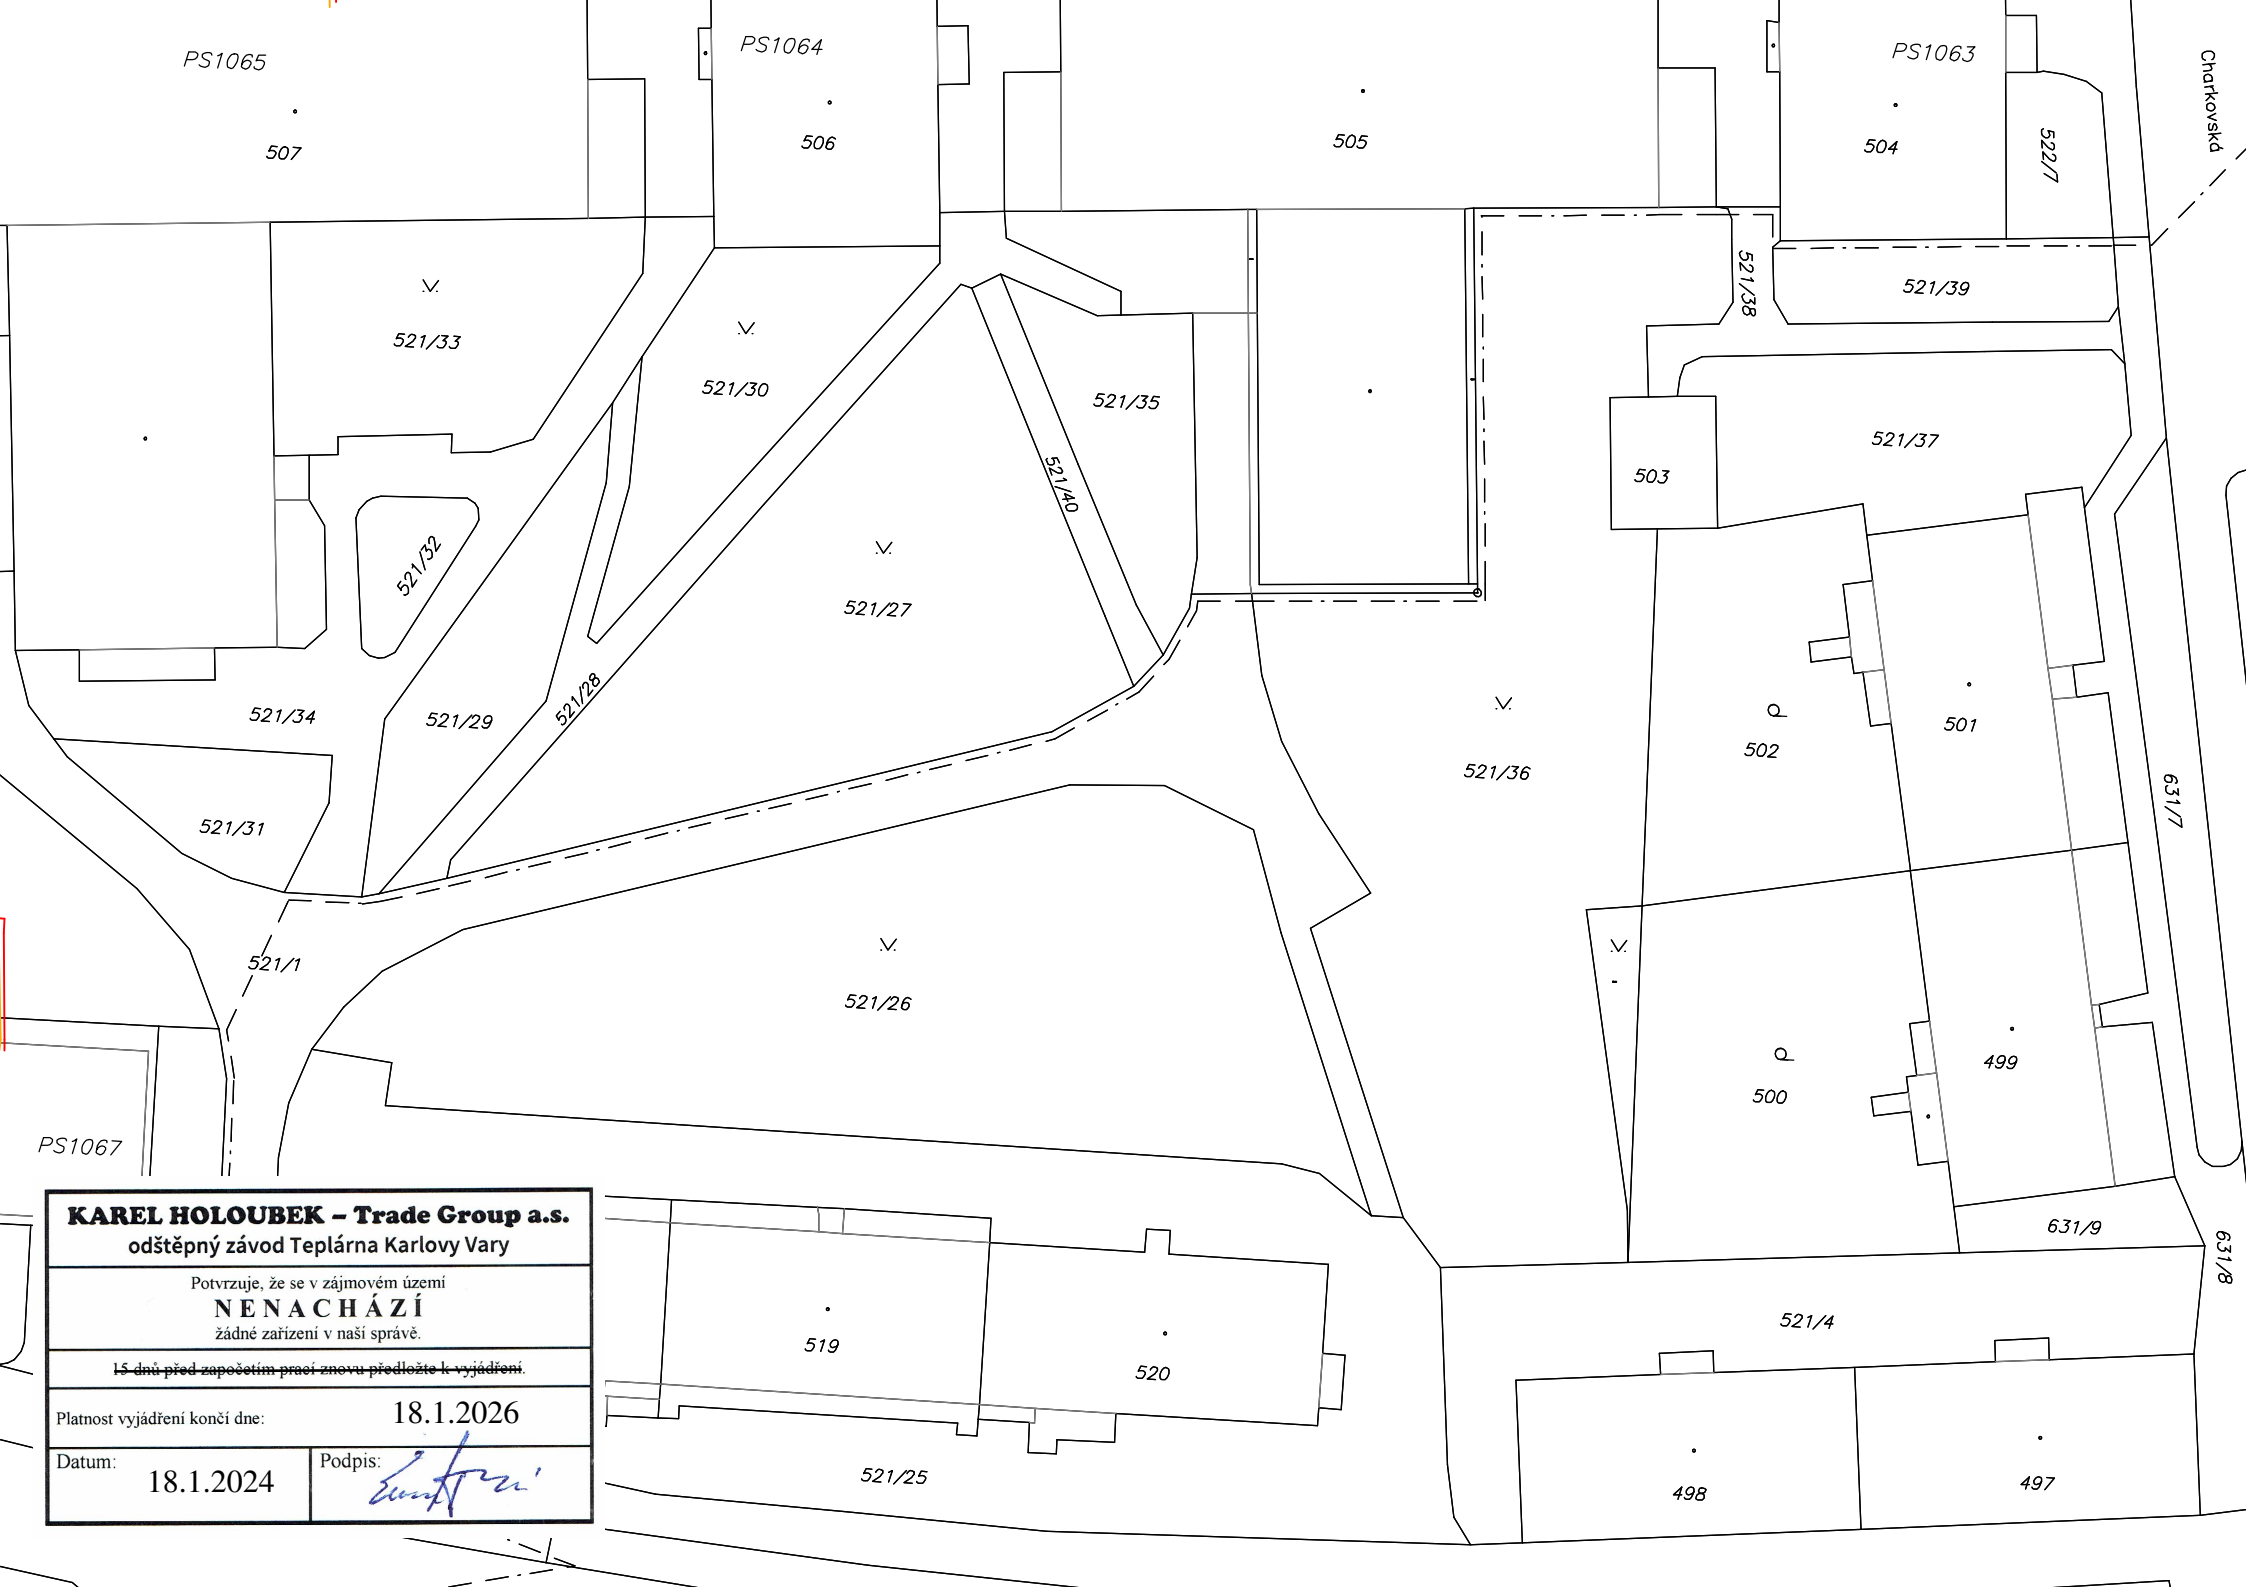 PS1065
PS1064
PS1063
Charkovská
507
506
505
504
522/7
521/33
521/30
521/35
521/38
521/39
521/37
503
521/40
521/32
521/27
521/28
521/34
521/29
521/36
502
501
631/7
521/31
521/1
521/26
499
500
PS1067
631/9
631/8
521/4
519
520
521/25
498
497
KAREL HOLOUBEK – Trade Group a.s.
odštěpný závod Teplárna Karlovy Vary
Potvrzuje, že se v zájmovém území
NENACHÁZÍ
žádné zařízení v naší správě.
15 dnů před započetím prací znovu předložte k vyjádření.
Platnost vyjádření končí dne: 18.1.2026
Datum: 18.1.2024
Podpis: